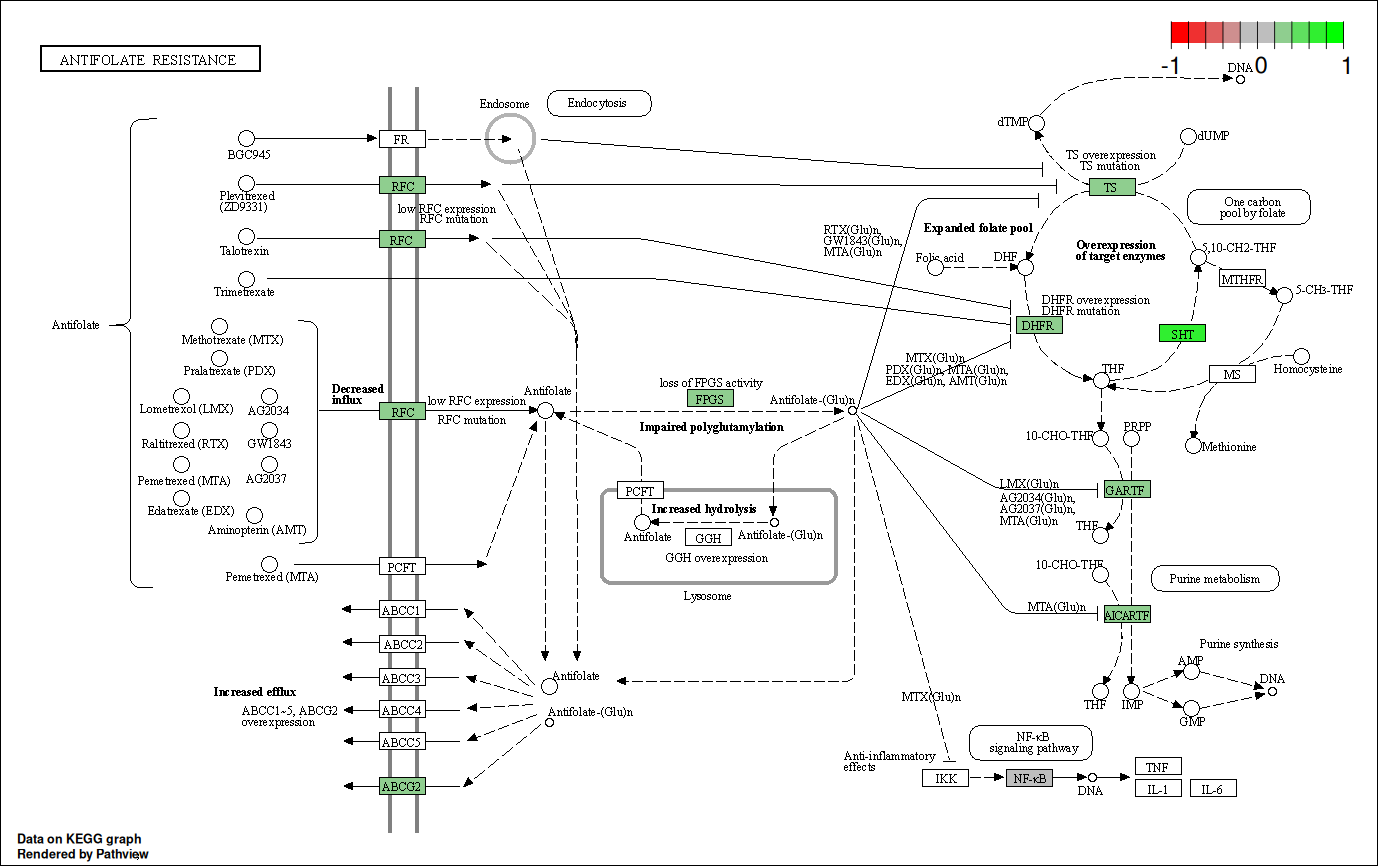 ANTIFOLATE RESISTANCE
-1 0 1
DNA
Endosome
Endocytosis
dTMP
dUMP
FR
BGC945
TS overexpression
TS mutation
RFC
TS
Plevitrexed
(ZD9331)
low RFC expression
RFC mutation
One carbon
pool by folate
RTX(Glu)n,
GW1843(Glu)n,
MTA(Glu)n
Expanded folate pool
RFC
Talotrexin
Overexpression
of target enzymes
5,10-CH2-THF
Folic acid
DHF
MTHFR
Trimetrexate
5-CH3-THF
DHFR overexpression
DHFR mutation
Antifolate
DHFR
SHT
Methotrexate (MTX)
Pralatrexate (PDX)
MTX(Glu)n
PDX(Glu)n, MTA(Glu)n
EDX(Glu)n, AMT(Glu)n
THF
MS
Homocysteine
Decreased
influx
loss of FPGS activity
Antifolate
FPGS
Antifolate-(Glu)n
Lometrexol (LMX)
AG2034
RFC
low RFC expression
RFC mutation
Impaired polyglutamylation
10-CHO-THF
PRPP
Raltitrexed (RTX)
GW1843
Methionine
Pemetrexed (MTA)
AG2037
PCFT
LMX(Glu)n
AG2034(Glu)n,
AG2037(Glu)n,
MTA(Glu)n
GARTF
Edatrexate (EDX)
Increased hydrolysis
Aminopterin (AMT)
Antifolate
GGH
Antifolate-(Glu)n
THF
GGH overexpression
PCFT
Pemetrexed (MTA)
10-CHO-THF
Purine metabolism
Lysosome
ABCC1
MTA(Glu)n
AICARTF
ABCC2
Purine synthesis
ABCC3
Antifolate
AMP
DNA
Increased efflux
ABCC1~5, ABCG2
overexpression
ABCC4
Antifolate-(Glu)n
MTX(Glu)n
THF
IMP
GMP
ABCC5
NF-κB
signaling pathway
Anti-inflammatory
effects
IKK
NF-κB
DNA
TNF
IL-1
IL-6
ABCG2
Data on KEGG graph
Rendered by Pathview